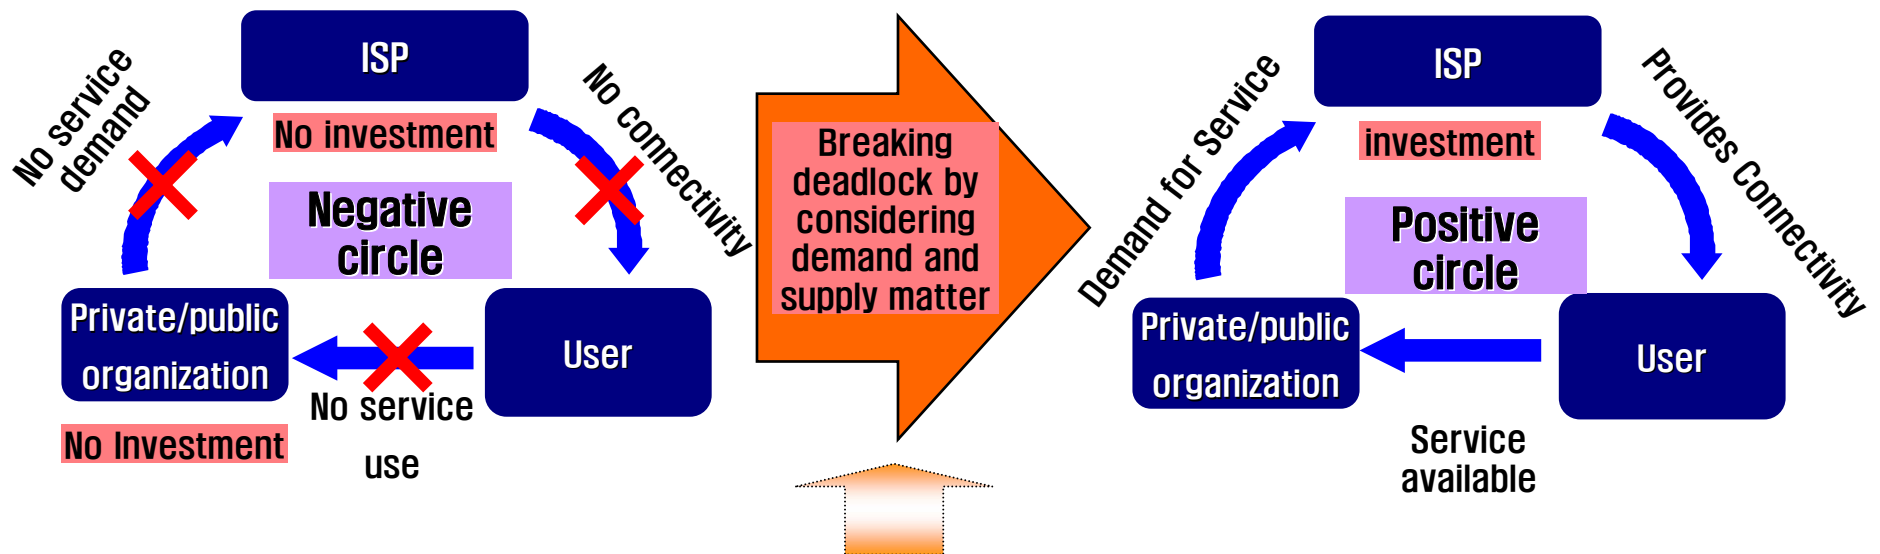 ISP
No service
demand
No investment
No connectivity
Negative
circle
Private/public
organization
User
No service
use
No Investment
Breaking
deadlock by
considering
demand and
supply matter
ISP
Demand for Service
investment
Provides Connectivity
Positive
circle
Private/public
organization
User
Service
available